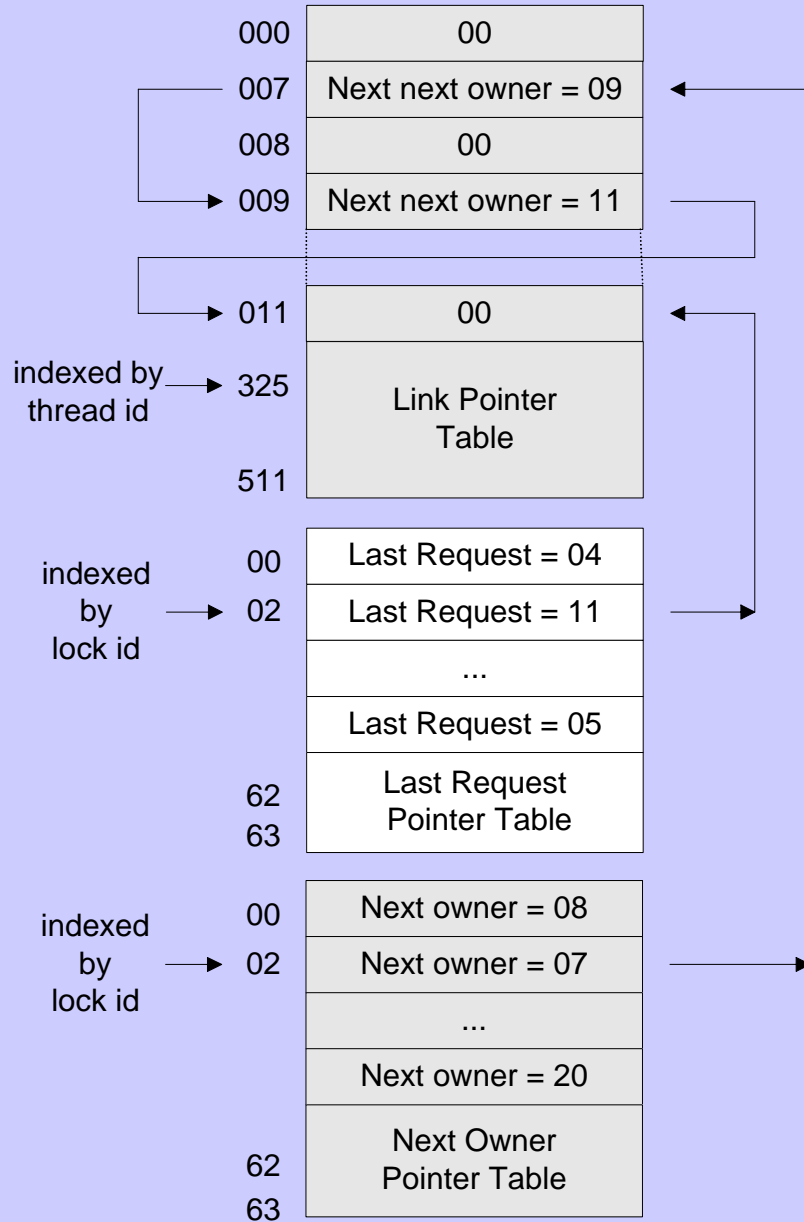 000 00
007 Next next owner = 09
008 00
009 Next next owner = 11
011 00
indexed by
thread id
325
Link Pointer
Table
511
00 Last Request = 04
indexed
by
lock id
02 Last Request = 11
...
Last Request = 05
Last Request
Pointer Table
62
63
00 Next owner = 08
indexed
by
lock id
02 Next owner = 07
...
Next owner = 20
Next Owner
Pointer Table
62
63